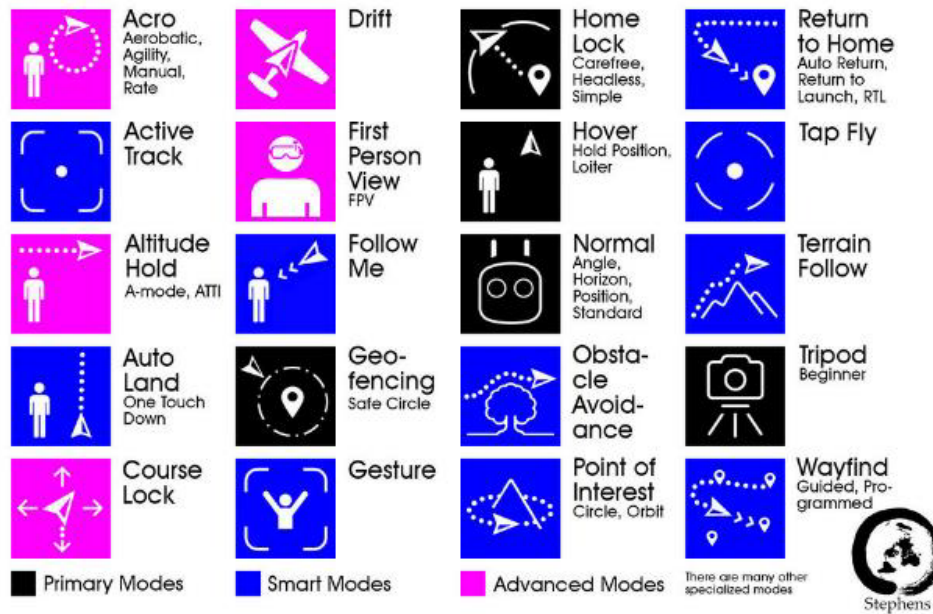 Acro
Aerobatic,
Agility,
Manual,
Rate
Active
Track
Altitude
Hold
A-mode, ATTI
Auto
Land
One Touch
Down
Course
Lock
Drift
First
Person
View
FPV
Follow
Me
Geo-
fencing
Safe Circle
Gesture
Home
Lock
Carefree,
Headless,
Simple
Hover
Hold Position,
Loiter
Normal
Angle,
Horizon,
Position,
Standard
Obsta-
cle
Avoid-
ance
Point of
Interest
Circle, Orbit
Return
to Home
Auto Return,
Return to
Launch, RTL
Tap Fly
Terrain
Follow
Tripod
Beginner
Wayfind
Guided, Pro-
grammed
Primary Modes
Smart Modes
Advanced Modes
There are many other
specialized modes
Stephens